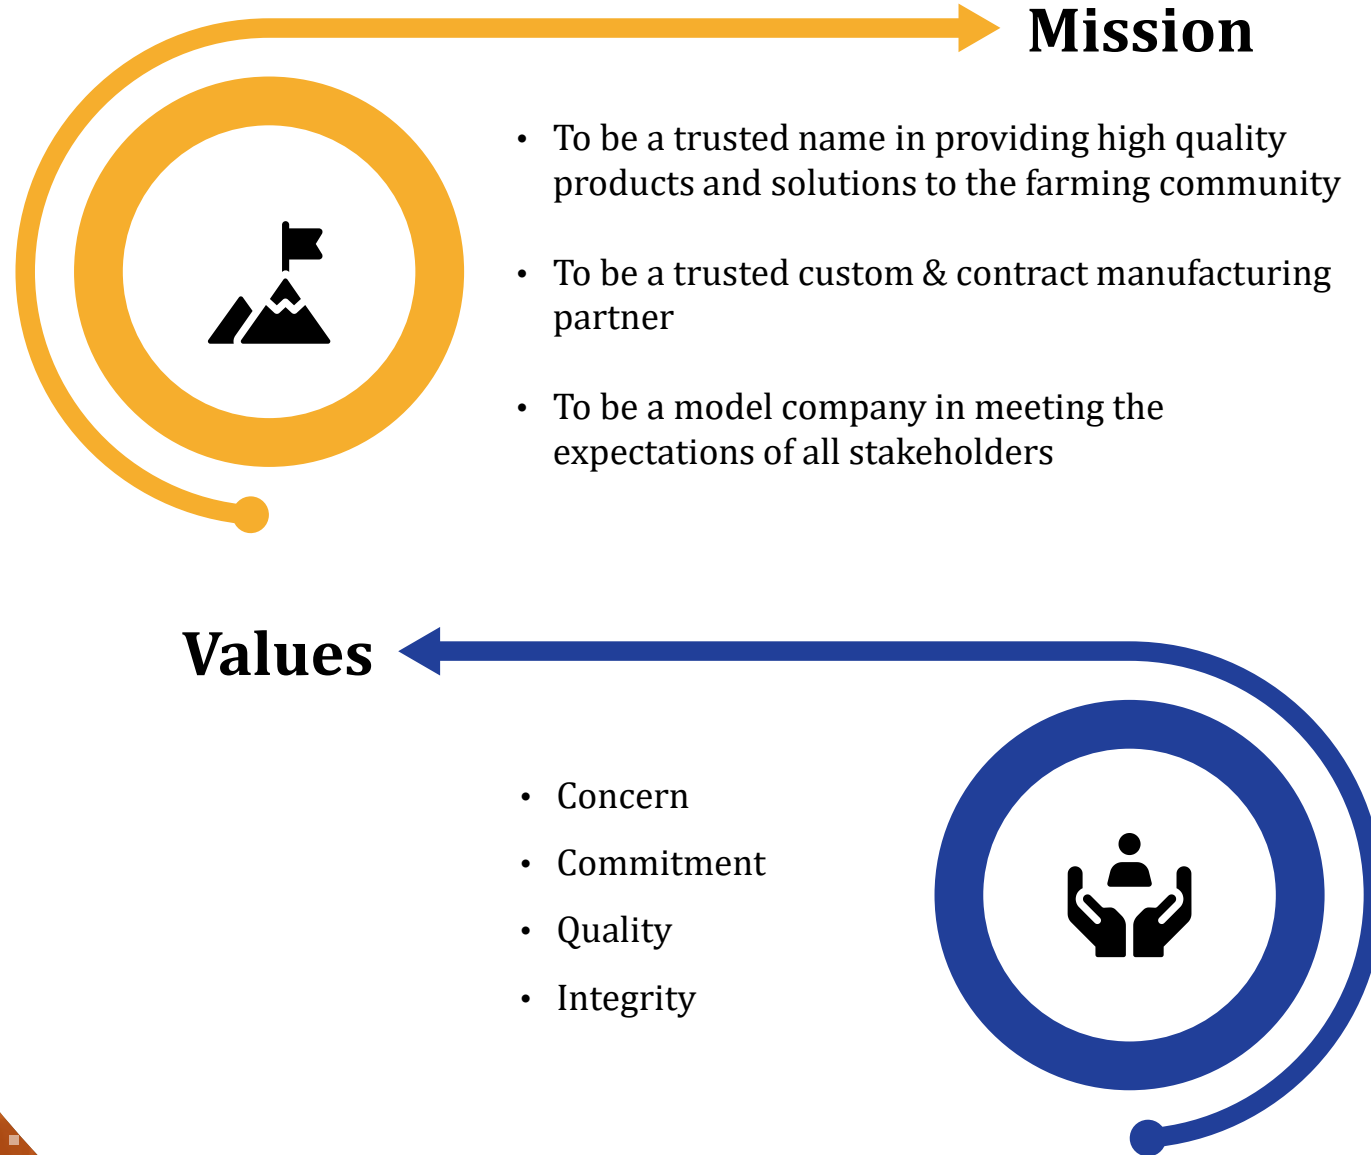 Mission
• To be a trusted name in providing high quality
products and solutions to the farming community
• To be a trusted custom & contract manufacturing
partner
• To be a model company in meeting the
expectations of all stakeholders
Values
• Concern
• Commitment
• Quality
• Integrity